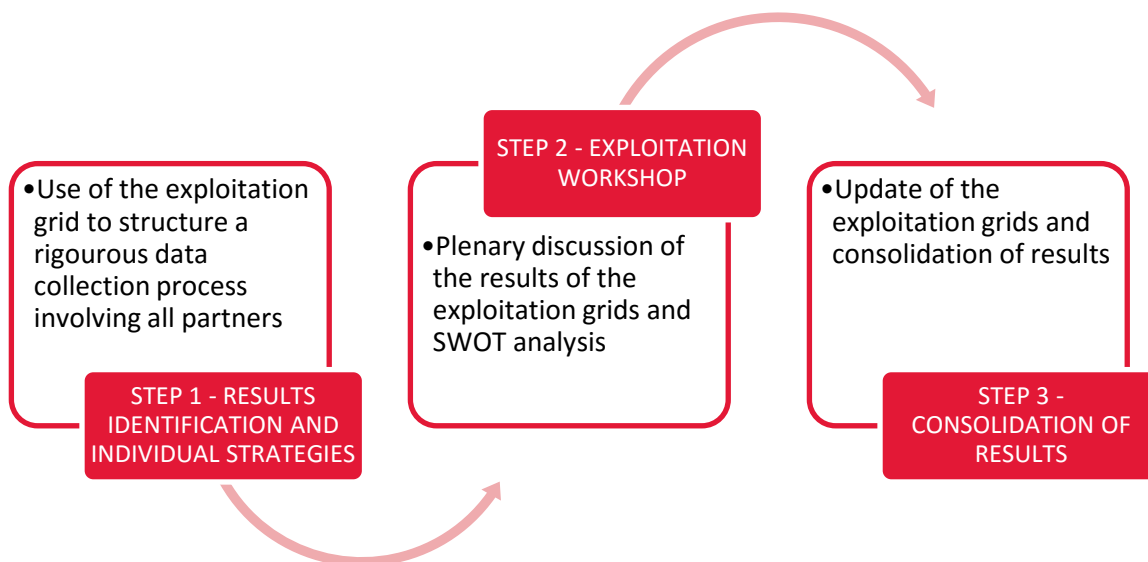 •Use of the exploitation
grid to structure a
rigourous data
collection process
involving all partners
STEP 1 - RESULTS
IDENTIFICATION AND
INDIVIDUAL STRATEGIES
STEP 2 - EXPLOITATION
WORKSHOP
•Plenary discussion of
the results of the
exploitation grids and
SWOT analysis
•Update of the
exploitation grids and
consolidation of results
STEP 3 -
CONSOLIDATION OF
RESULTS